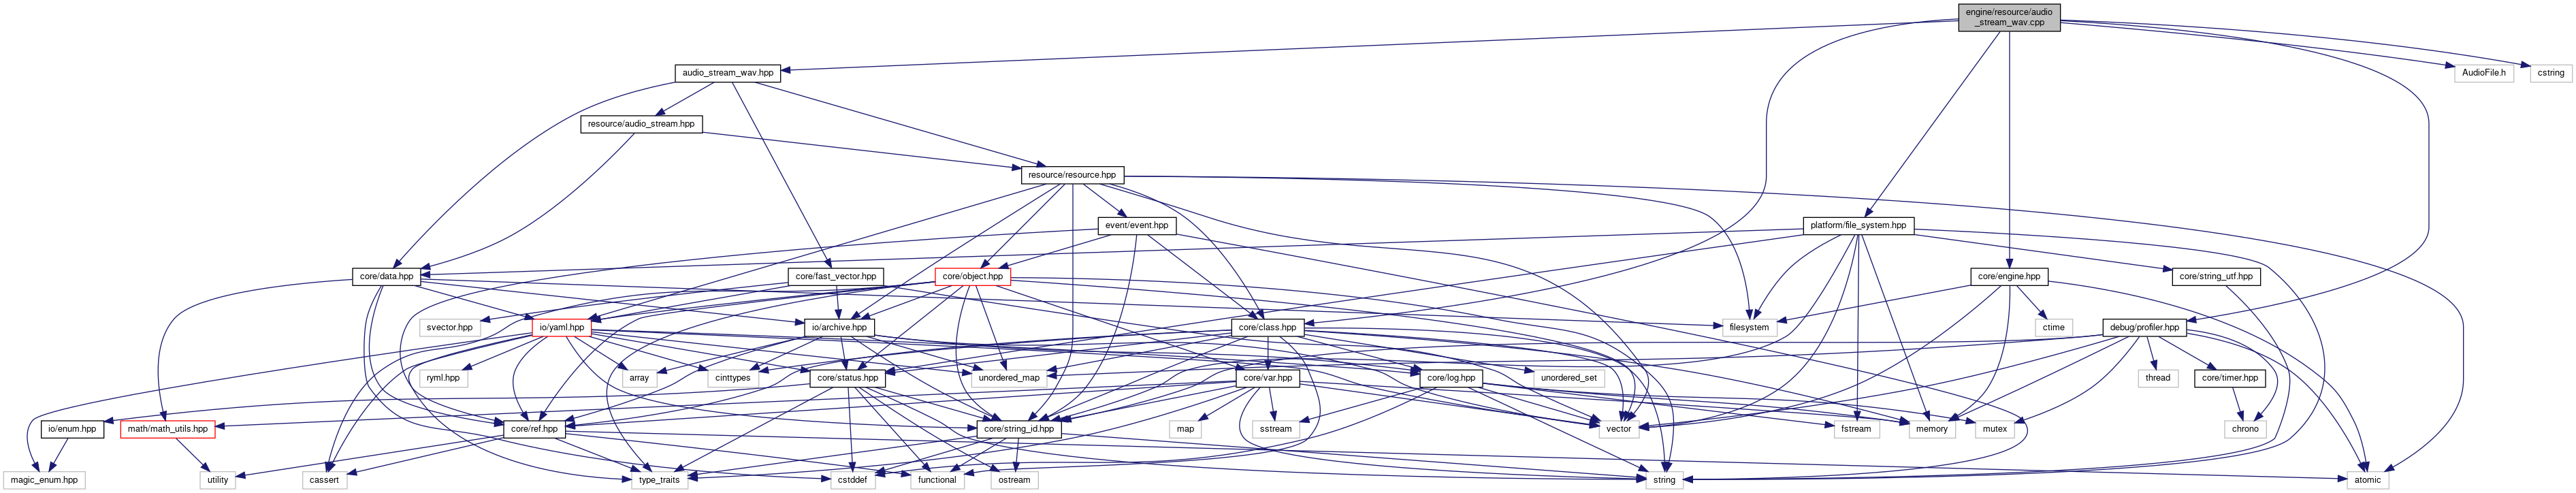 engine/resource/audio
_stream_wav.cpp
audio_stream_wav.hpp
AudioFile.h
cstring
resource/audio_stream.hpp
resource/resource.hpp
event/event.hpp
platform/file_system.hpp
core/data.hpp
core/fast_vector.hpp
core/object.hpp
core/engine.hpp
core/string_utf.hpp
svector.hpp
io/yaml.hpp
io/archive.hpp
core/class.hpp
filesystem
ctime
debug/profiler.hpp
ryml.hpp
array
cinttypes
core/status.hpp
unordered_map
core/var.hpp
core/log.hpp
unordered_set
thread
core/timer.hpp
io/enum.hpp
math/math_utils.hpp
core/ref.hpp
core/string_id.hpp
map
sstream
vector
fstream
memory
mutex
chrono
magic_enum.hpp
utility
cassert
type_traits
cstddef
functional
ostream
string
atomic